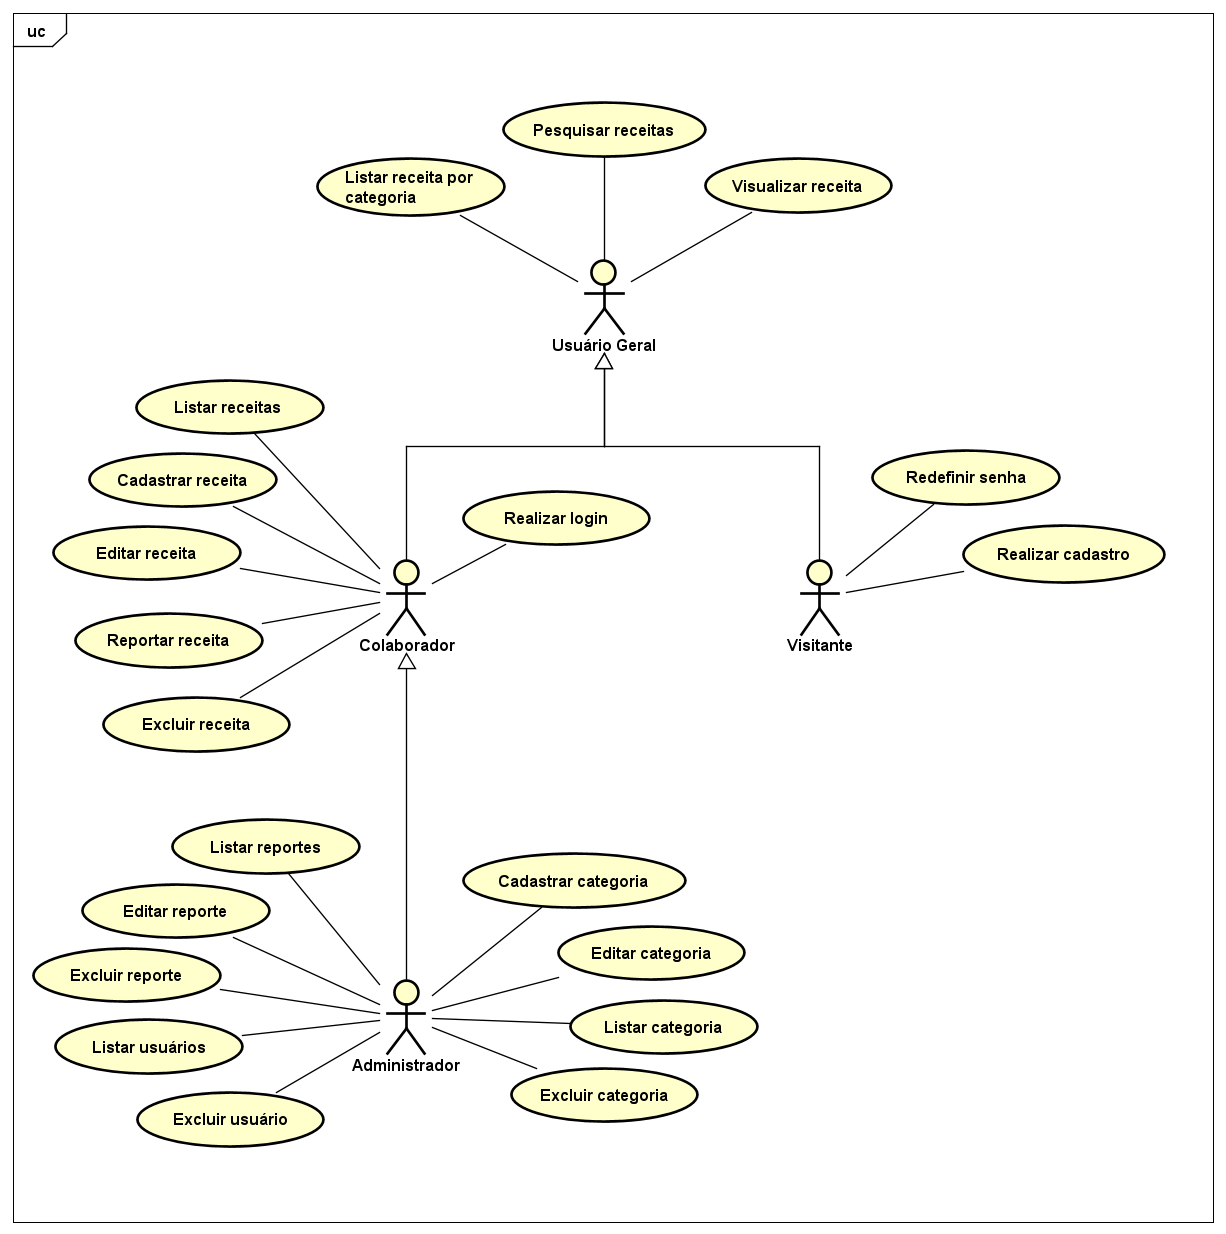 uc
Pesquisar receitas
Listar receita por
categoria
Visualizar receita
Usuário Geral
Listar receitas
Cadastrar receita
Editar receita
Reportar receita
Excluir receita
Realizar login
Colaborador
Redefinir senha
Realizar cadastro
Visitante
Listar reportes
Editar reporte
Excluir reporte
Listar usuários
Excluir usuário
Cadastrar categoria
Editar categoria
Listar categoria
Excluir categoria
Administrador